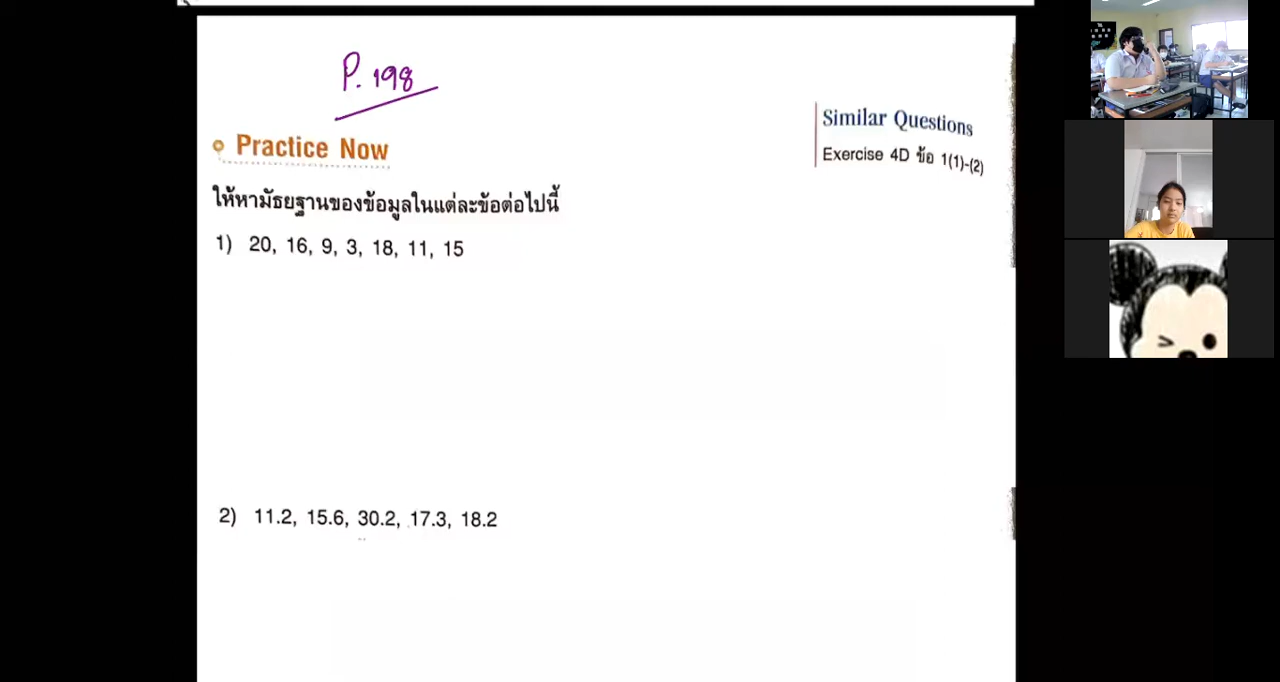 P. 198
Practice Now
Similar Questions
Exercise 4D ข้อ 1(1)-(2)
ให้หามัธยฐานของข้อมูลในแต่ละข้อต่อไปนี้
1) 20, 16, 9, 3, 18, 11, 15
2) 11.2, 15.6, 30.2, 17.3, 18.2